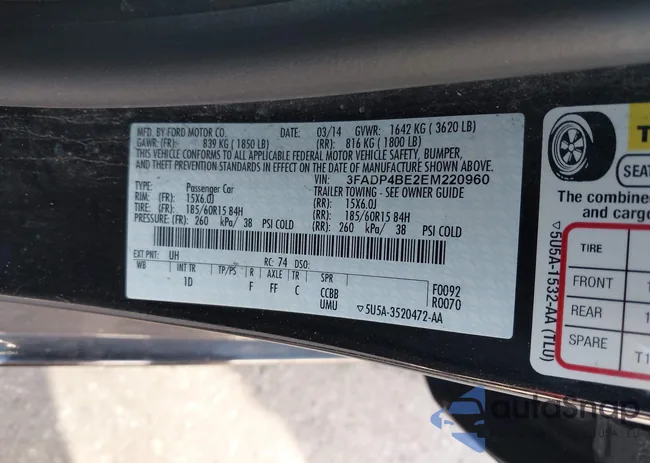 MFD. BY FORD MOTOR CO. DATE: 03/14 GVWR: 1642 KG ( 3620 LB)
GAWR: (FR): 839 KG ( 1850 LB) (RR): 816 KG ( 1800 LB)
THIS VEHICLE CONFORMS TO ALL APPLICABLE FEDERAL MOTOR VEHICLE SAFETY, BUMPER,
AND THEFT PREVENTION STANDARDS IN EFFECT ON THE DATE OF MANUFACTURE SHOWN ABOVE.
VIN: 3FADP4BE2EM220960
TYPE: Passenger Car TRAILER TOWING - SEE OWNER GUIDE
RIM: (FR): 15X6.0J (RR): 15X6.0J
TIRE: (FR): 185/60R15 84H (RR): 185/60R15 84H
PRESSURE: (FR): 260 kPa/ 38 PSI COLD (RR): 260 kPa/ 38 PSI COLD
EXT PNT: UH RC: 74 DSO:
WB INT TR TP/PS R AXLE TR SPR
1D F FF C CCBB F0092
UMU R0070
▽5U5A-3520472-AA
SEA
The combined
and cargo
TIRE
FRONT
REAR
SPARE T1
▽5U5A-1532-AA (TLU)
autoSnap